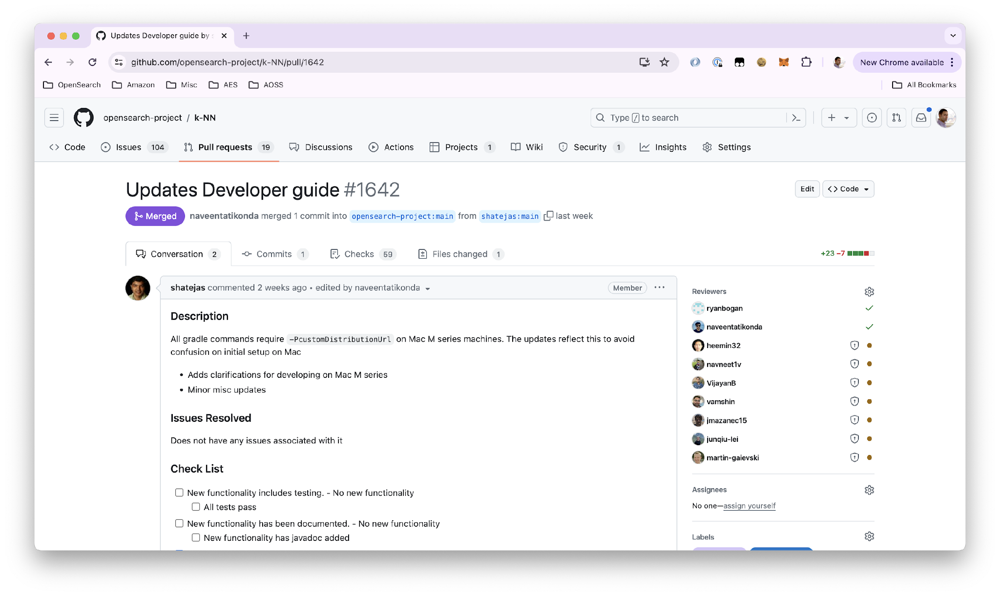 Updates Developer guide by
github.com/opensearch-project/k-NN/pull/1642
New Chrome available
OpenSearch Amazon Misc AES AOSS All Bookmarks
opensearch-project / k-NN
Type / to search
Code Issues 104 Pull requests 19 Discussions Actions Projects 1 Wiki Security 1 Insights Settings
Updates Developer guide #1642
Edit <> Code
Merged naveentatikonda merged 1 commit into opensearch-project:main from shatejas:main last week
Conversation 2 Commits 1 Checks 59 Files changed 1
+23 −7
shatejas commented 2 weeks ago • edited by naveentatikonda
Member
Description
All gradle commands require -PcustomDistributionUrl on Mac M series machines. The updates reflect this to avoid
confusion on initial setup on Mac
• Adds clarifications for developing on Mac M series
• Minor misc updates
Issues Resolved
Does not have any issues associated with it
Check List
New functionality includes testing. - No new functionality
All tests pass
New functionality has been documented. - No new functionality
New functionality has javadoc added
Reviewers
ryanbogan
naveentatikonda
heemin32
navneet1v
VijayanB
vamshin
jmazanec15
junqiu-lei
martin-gaievski
Assignees
No one—assign yourself
Labels